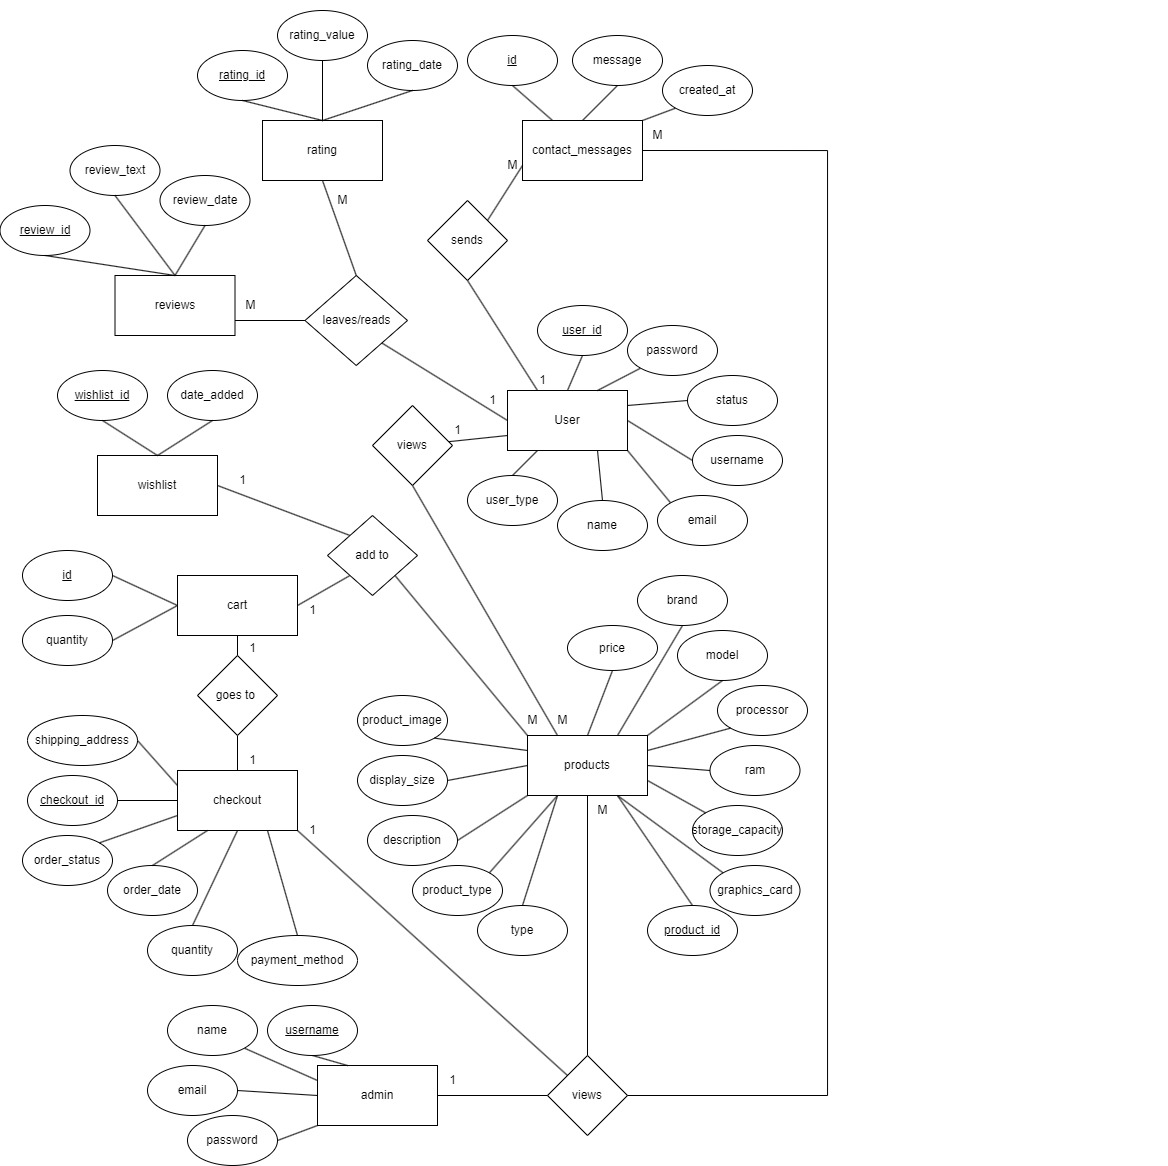 rating_value
rating_id
rating_date
id
message
created_at
rating
contact_messages
M
M
review_text
review_date
review_id
M
sends
reviews
M
leaves/reads
user_id
password
1
wishlist_id
date_added
1
User
status
views
1
username
wishlist
1
user_type
name
email
add to
id
cart
1
quantity
1
goes to
brand
price
model
product_image
M
M
processor
shipping_address
1
products
display_size
ram
checkout_id
checkout
M
1
description
storage_capacity
order_status
order_date
product_type
graphics_card
quantity
payment_method
type
product_id
name
username
email
admin
1
views
password